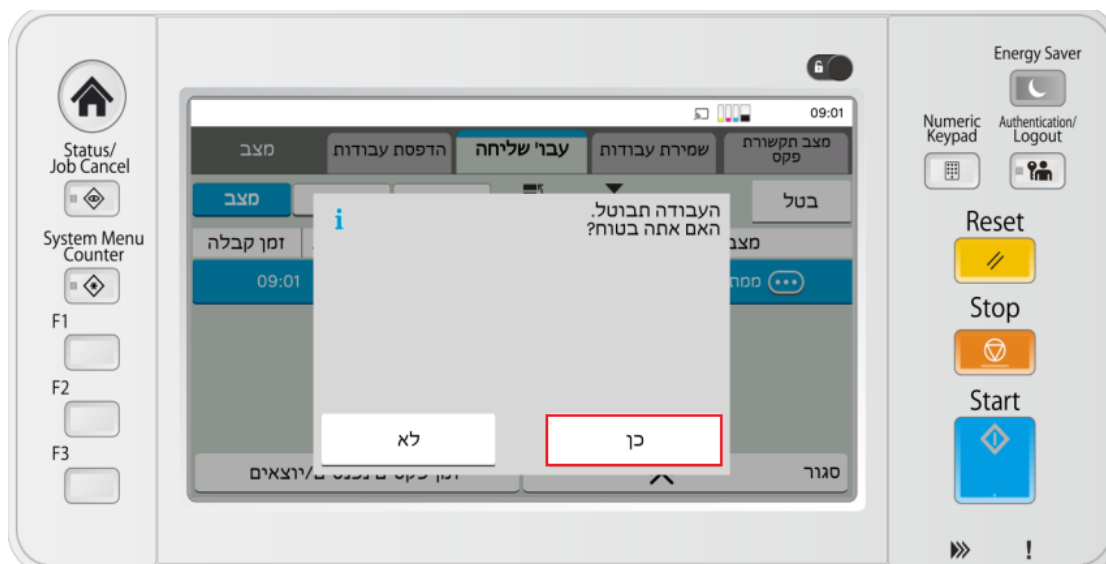 Energy Saver
Numeric
Keypad
Authentication/
Logout
Status/
Job Cancel
System Menu
Counter
F1
F2
F3
Reset
Stop
Start
09:01
מצב תקשורת
פקס
שמירת עבודות
עבר' שליחה
הדפסת עבודות
מצב
בטל
מצב
העבודה תבוטל.
האם אתה בטוח?
מצב
זמן קבלה
09:01
כן
לא
סגור